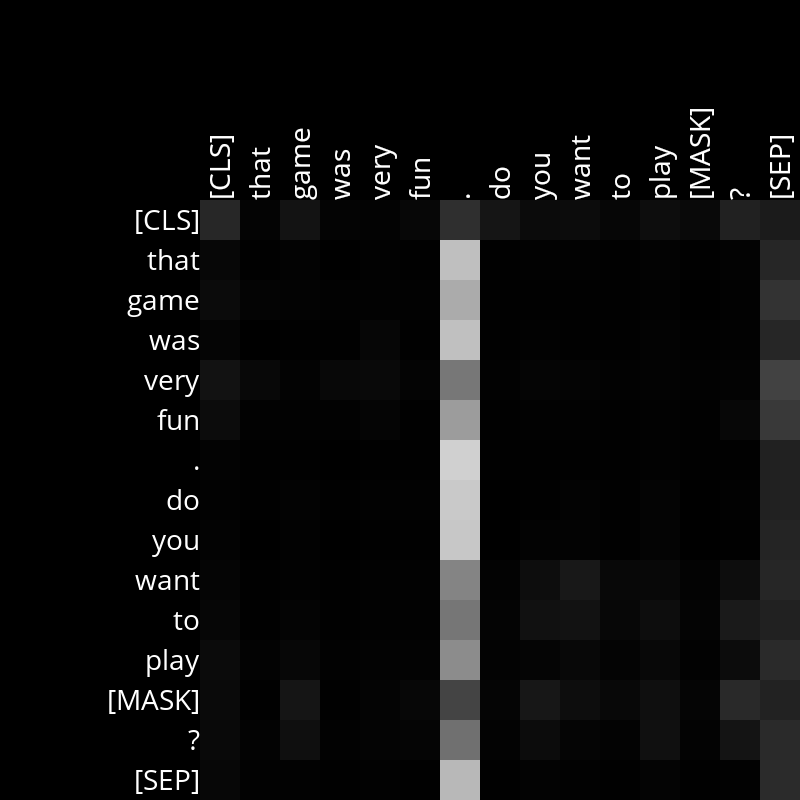 [CLS] that game was very fun . do you want to play [MASK] ? [SEP]
[CLS]
that
game
was
very
fun
.
do
you
want
to
play
[MASK]
?
[SEP]